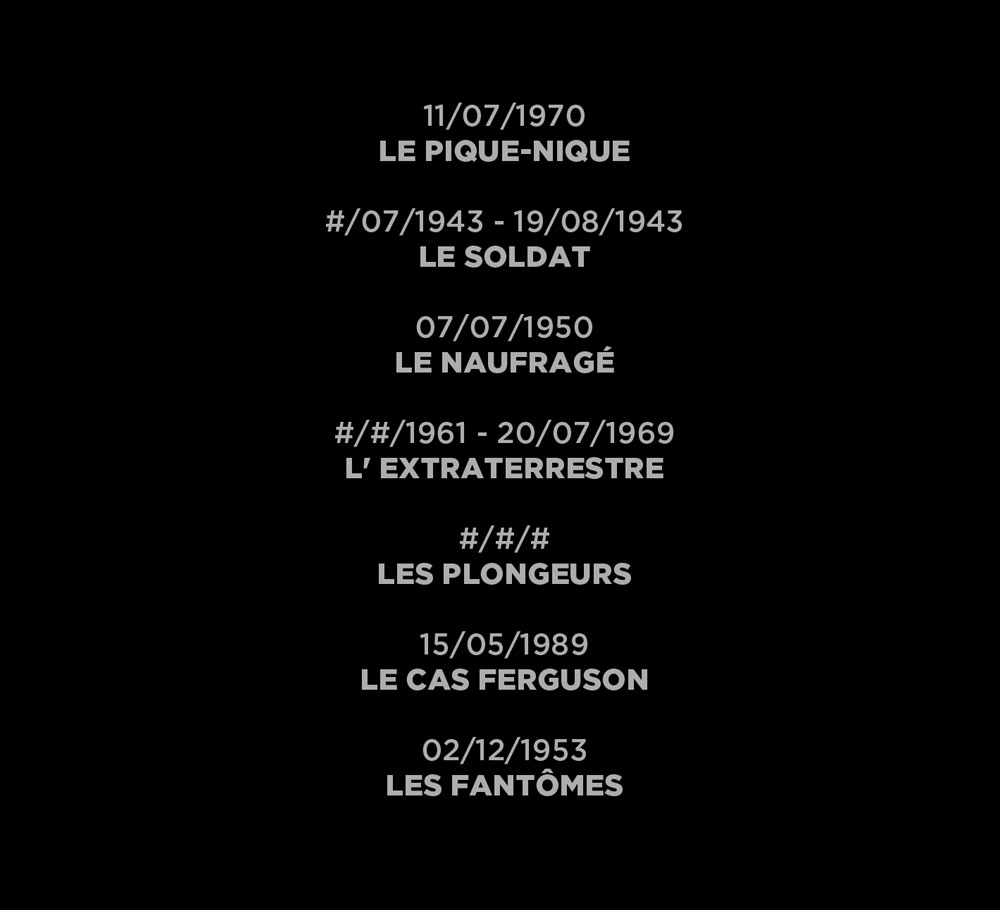 11/07/1970
LE PIQUE-NIQUE
#/07/1943 - 19/08/1943
LE SOLDAT
07/07/1950
LE NAUFRAGÉ
#/#/1961 - 20/07/1969
L' EXTRATERRESTRE
#/#/#
LES PLONGEURS
15/05/1989
LE CAS FERGUSON
02/12/1953
LES FANTÔMES